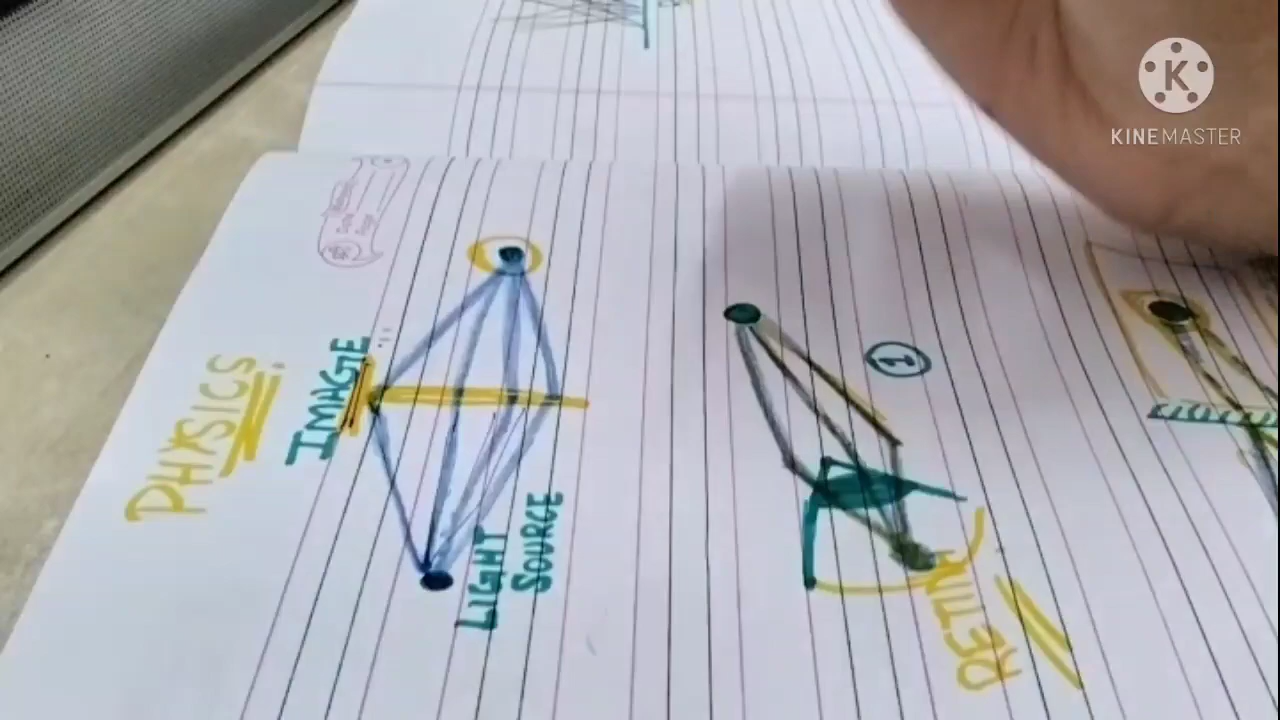 PHYSICS
IMAGE
LIGHT
SOURCE
1
RETINA
K
KINEMASTER